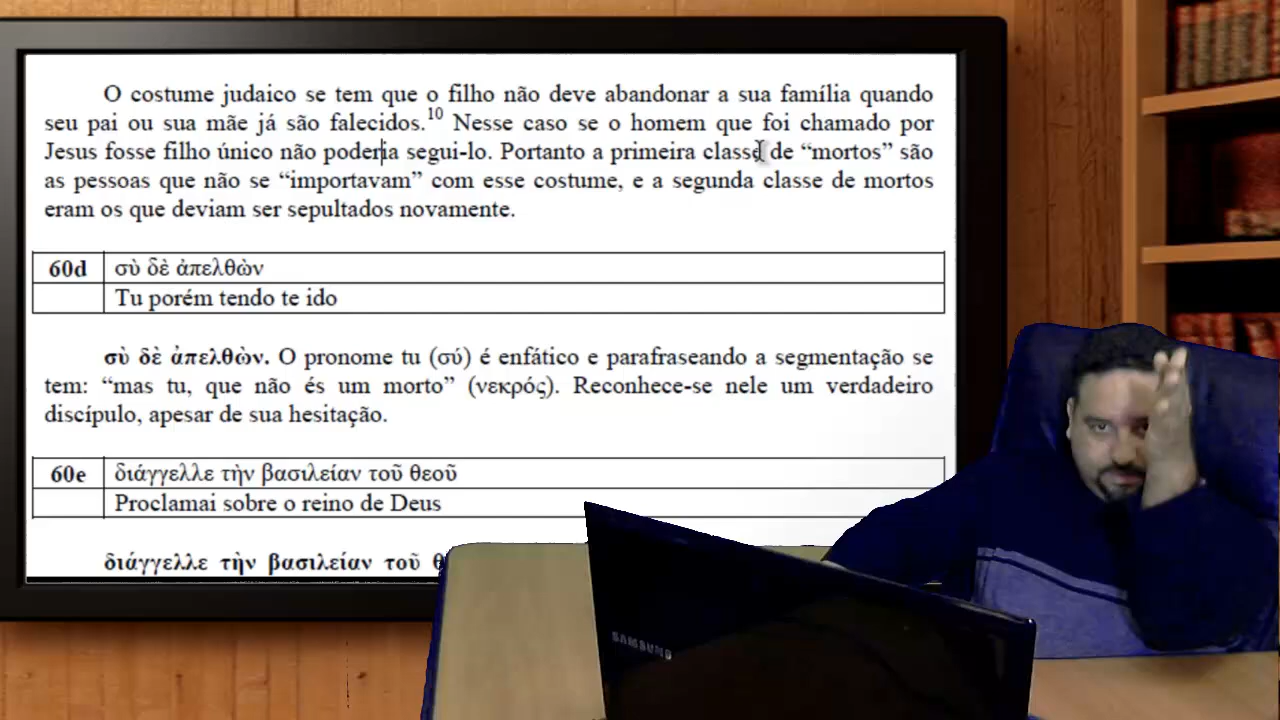 O costume judaico se tem que o filho não deve abandonar a sua família quando
seu pai ou sua mãe já são falecidos.10 Nesse caso se o homem que foi chamado por
Jesus fosse filho único não poderia segui-lo. Portanto a primeira classe de “mortos” são
as pessoas que não se “importavam” com esse costume, e a segunda classe de mortos
eram os que deviam ser sepultados novamente.
60d σὺ δὲ ἀπελθὼν
Tu porém tendo te ido
σὺ δὲ ἀπελθὼν. O pronome tu (σύ) é enfático e parafraseando a segmentação se
tem: “mas tu, que não és um morto” (νεκρός). Reconhece-se nele um verdadeiro
discípulo, apesar de sua hesitação.
60e διάγγελλε τὴν βασιλείαν τοῦ θεοῦ
Proclamai sobre o reino de Deus
διάγγελλε τὴν βασιλείαν τοῦ
SAMSUNG